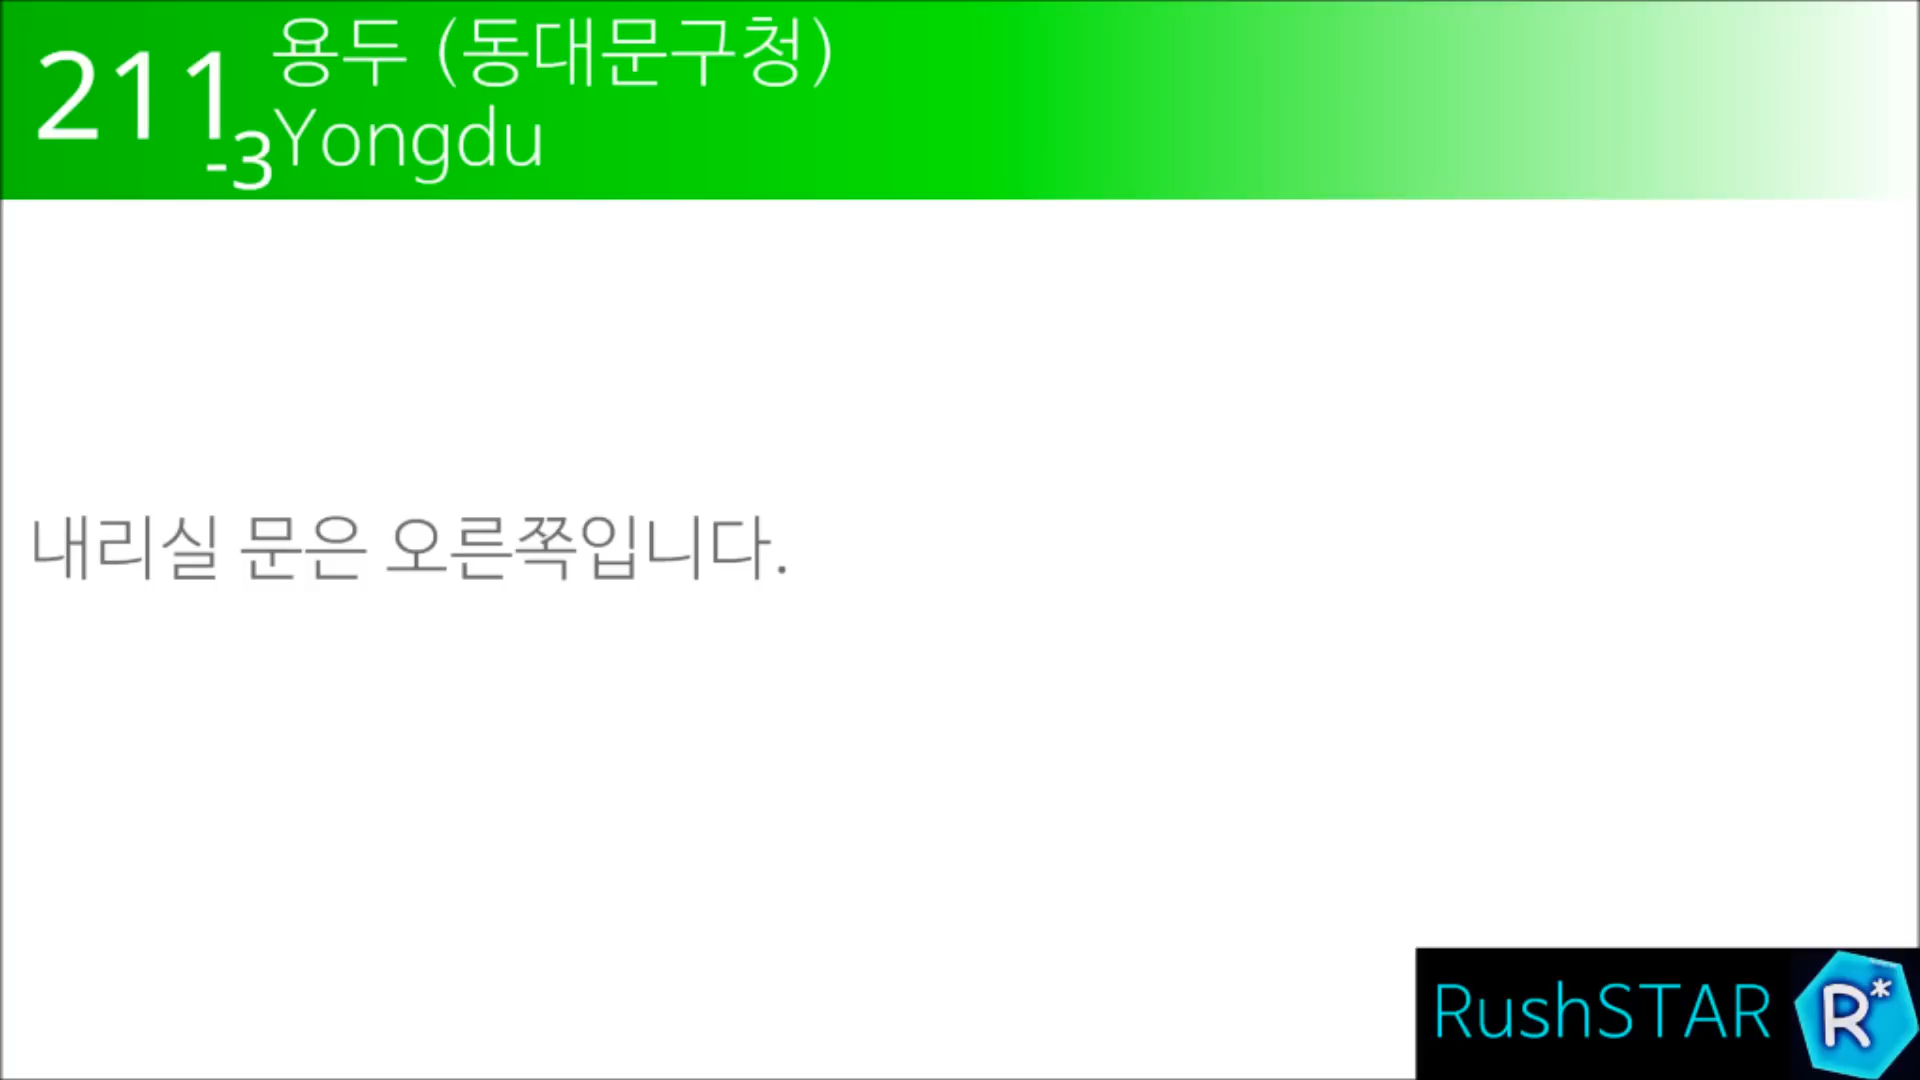 211-3
용두 (동대문구청)
Yongdu
내리실 문은 오른쪽입니다.
RushSTAR
R*